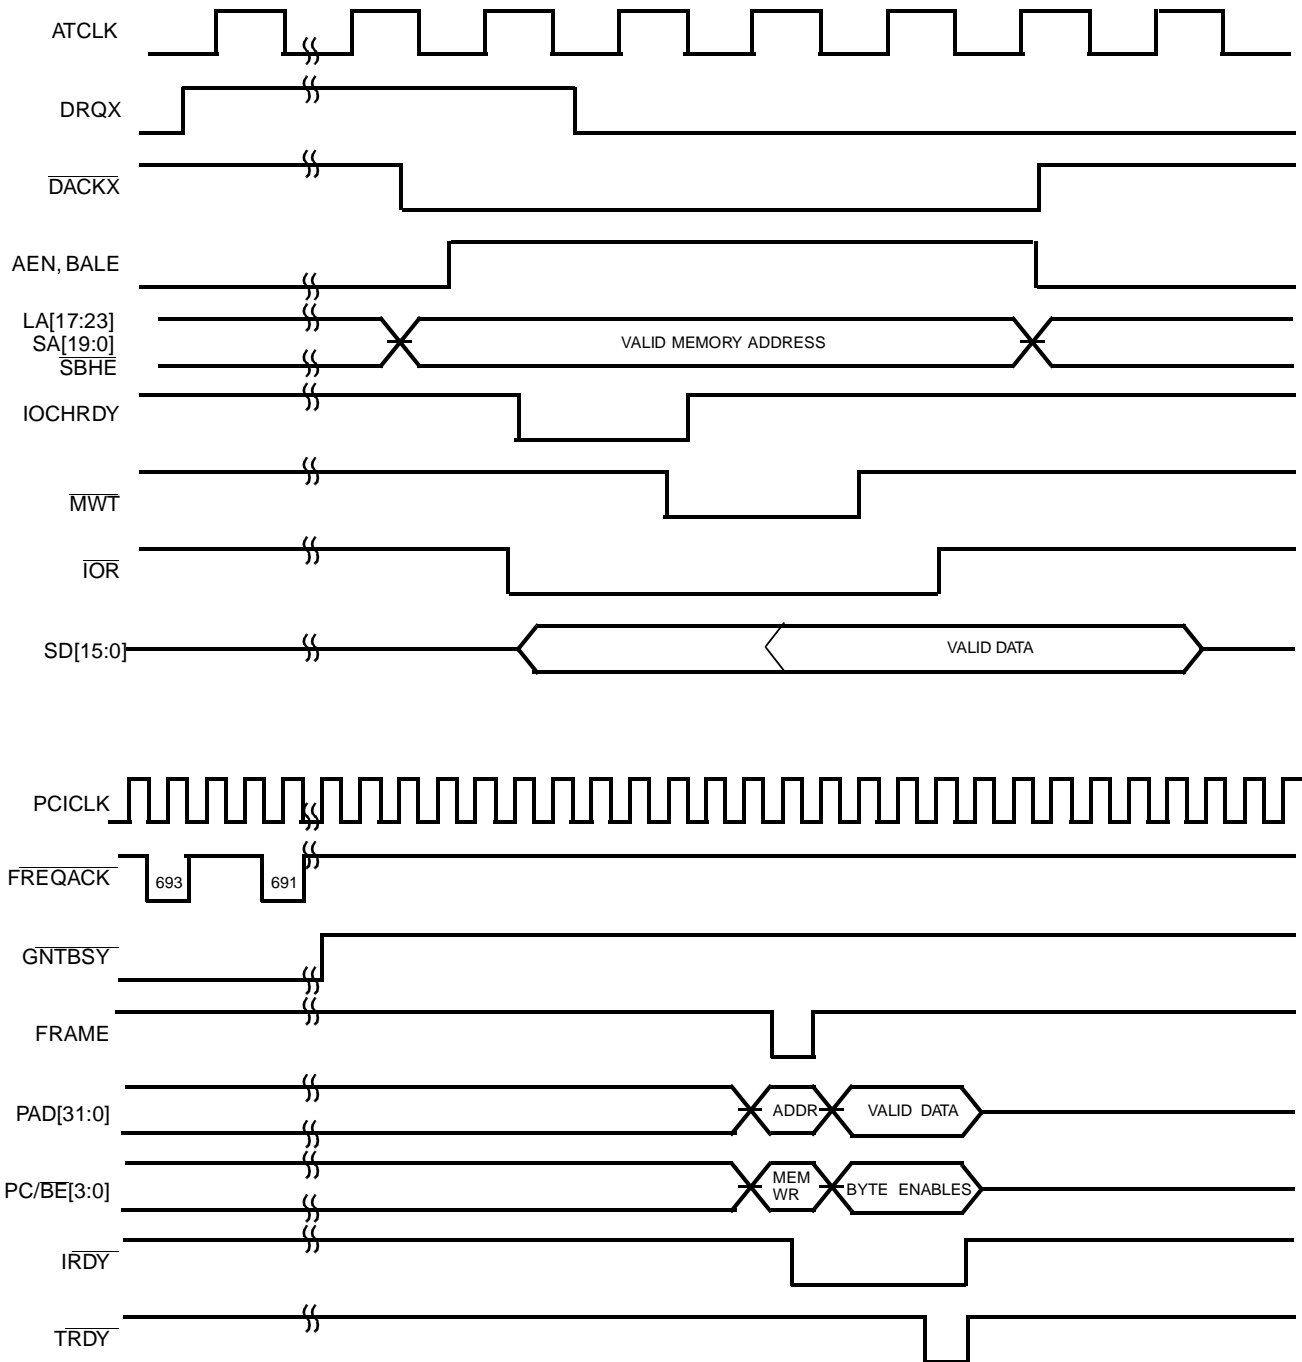 ATCLK
DRQX
DACKX
AEN, BALE
LA[17:23]
SA[19:0]
SBHE
VALID MEMORY ADDRESS
IOCHRDY
MWT
IOR
SD[15:0]
VALID DATA
PCICLK
FREQACK
693
691
GNTBSY
FRAME
PAD[31:0]
ADDR
VALID DATA
PC/BE[3:0]
MEM
WR
BYTE ENABLES
IRDY
TRDY